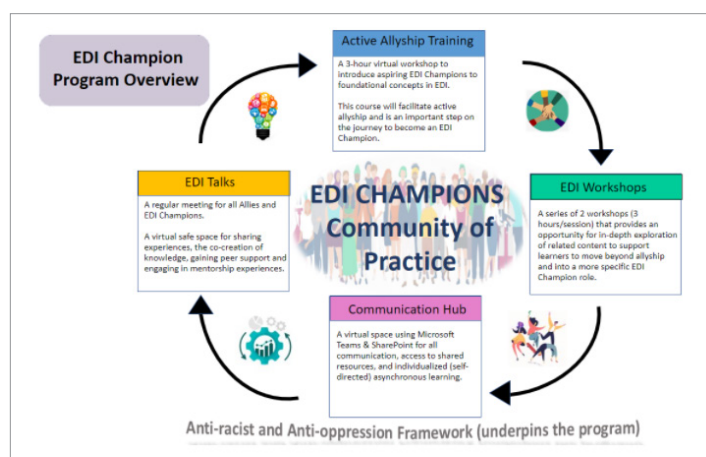 EDI Champion
Program Overview
Active Allyship Training
A 3-hour virtual workshop to
introduce aspiring EDI Champions to
foundational concepts in EDI.
This course will facilitate active
allyship and is an important step on
the journey to become an EDI
Champion.
EDI Talks
A regular meeting for all Allies and
EDI Champions.
A virtual safe space for sharing
experiences, the co-creation of
knowledge, gaining peer support and
engaging in mentorship experiences.
EDI CHAMPIONS
Community of
Practice
EDI Workshops
A series of 2 workshops (3
hours/session) that provides an
opportunity for in-depth exploration
of related content to support
learners to move beyond allyship
and into a more specific EDI
Champion role.
Communication Hub
A virtual space using Microsoft
Teams & SharePoint for all
communication, access to shared
resources, and individualized (self-
directed) asynchronous learning.
Anti-racist and Anti-oppression Framework (underpins the program)